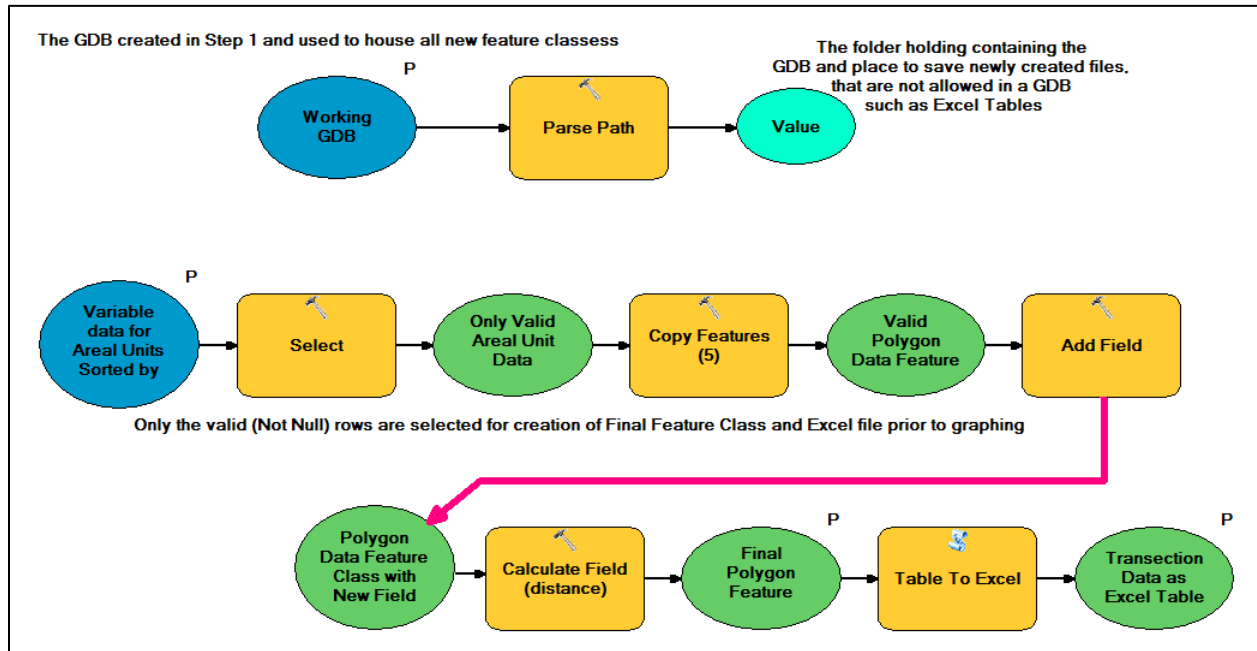 The GDB created in Step 1 and used to house all new feature classess
P
The folder holding containing the
GDB and place to save newly created files,
that are not allowed in a GDB
such as Excel Tables
Working
GDB
Parse Path
Value
P
Variable
data for
Areal Units
Sorted by
Select
Only Valid
Areal Unit
Data
Copy Features
(5)
Valid
Polygon
Data Feature
Add Field
Only the valid (Not Null) rows are selected for creation of Final Feature Class and Excel file prior to graphing
Polygon
Data Feature
Class with
New Field
Calculate Field
(distance)
P
Final
Polygon
Feature
Table To Excel
P
Transection
Data as
Excel Table